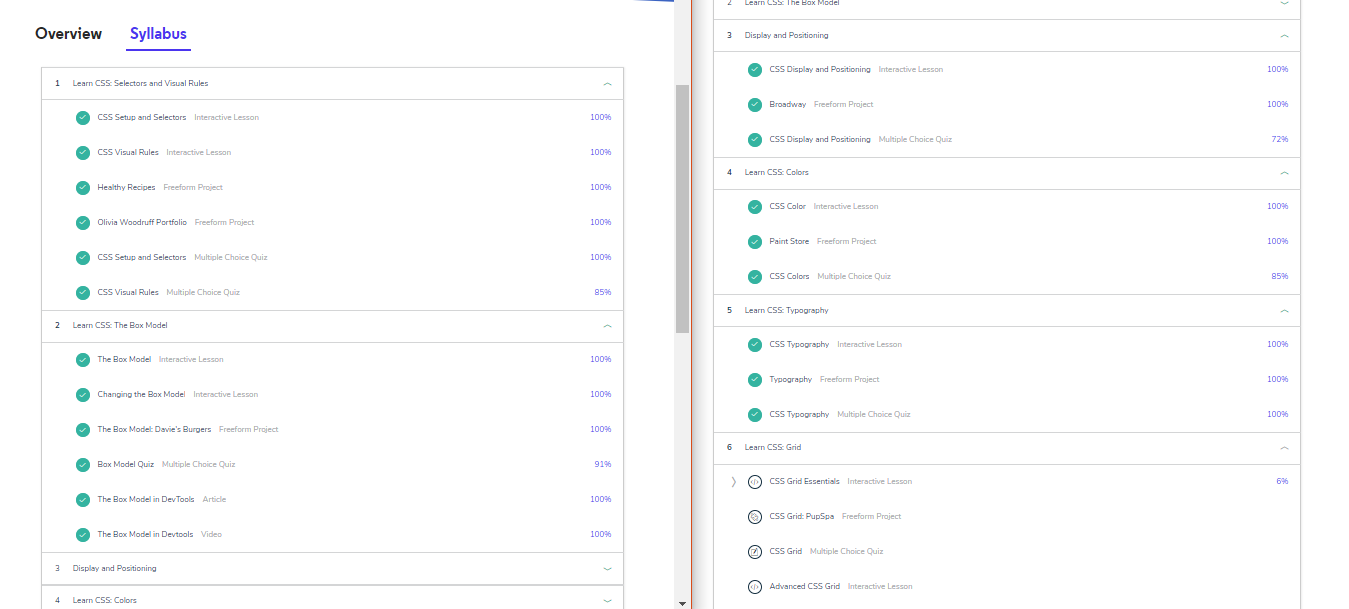 Overview Syllabus
1 Learn CSS: Selectors and Visual Rules
CSS Setup and Selectors Interactive Lesson 100%
CSS Visual Rules Interactive Lesson 100%
Healthy Recipes Freeform Project 100%
Olivia Woodruff Portfolio Freeform Project 100%
CSS Setup and Selectors Multiple Choice Quiz 100%
CSS Visual Rules Multiple Choice Quiz 85%
2 Learn CSS: The Box Model
The Box Model Interactive Lesson 100%
Changing the Box Model Interactive Lesson 100%
The Box Model: Davie's Burgers Freeform Project 100%
Box Model Quiz Multiple Choice Quiz 91%
The Box Model in DevTools Article 100%
The Box Model in Devtools Video 100%
3 Display and Positioning
4 Learn CSS: Colors
2 Learn CSS: The Box Model
3 Display and Positioning
CSS Display and Positioning Interactive Lesson 100%
Broadway Freeform Project 100%
CSS Display and Positioning Multiple Choice Quiz 72%
4 Learn CSS: Colors
CSS Color Interactive Lesson 100%
Paint Store Freeform Project 100%
CSS Colors Multiple Choice Quiz 85%
5 Learn CSS: Typography
CSS Typography Interactive Lesson 100%
Typography Freeform Project 100%
CSS Typography Multiple Choice Quiz 100%
6 Learn CSS: Grid
CSS Grid Essentials Interactive Lesson 6%
CSS Grid: PupSpa Freeform Project
CSS Grid Multiple Choice Quiz
Advanced CSS Grid Interactive Lesson